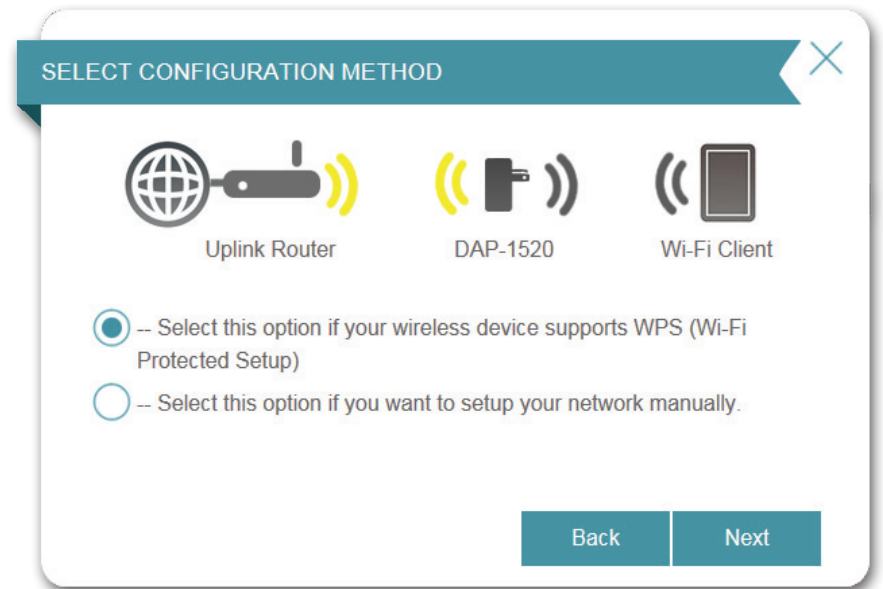 SELECT CONFIGURATION METHOD
Uplink Router
DAP-1520
Wi-Fi Client
-- Select this option if your wireless device supports WPS (Wi-Fi
Protected Setup)
-- Select this option if you want to setup your network manually.
Back
Next